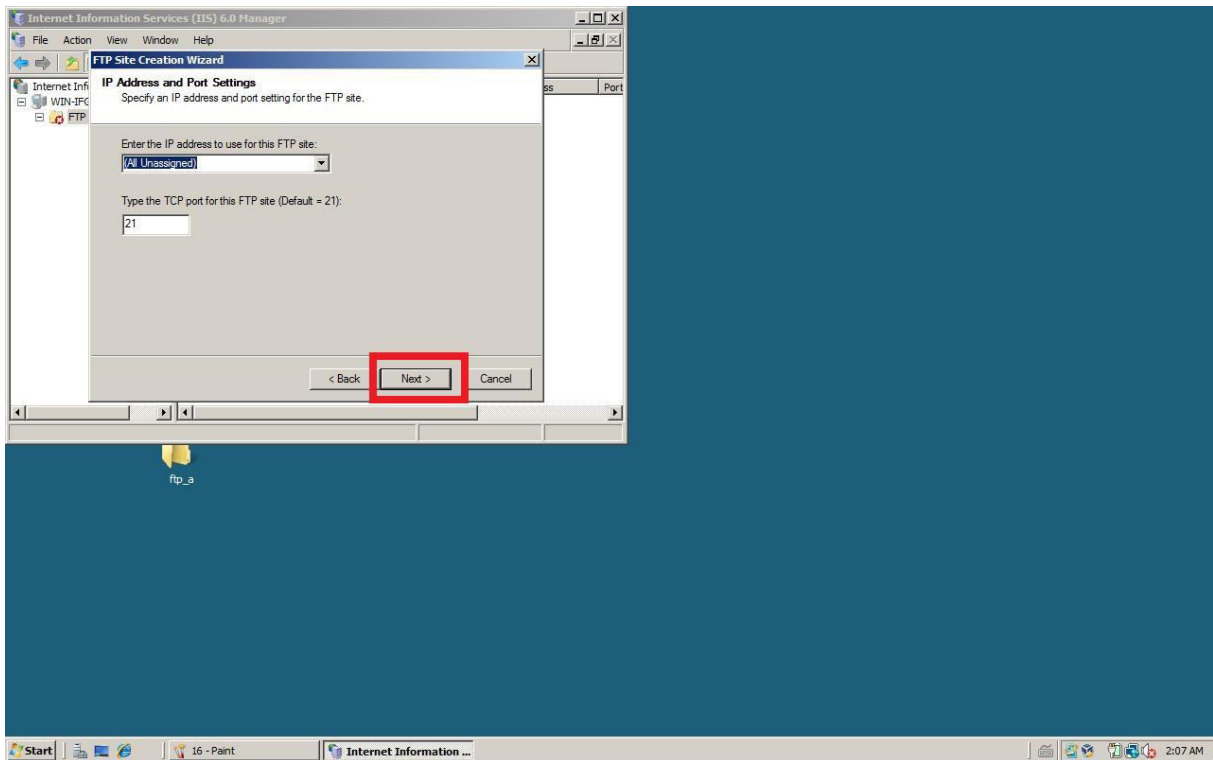 Internet Information Services (IIS) 6.0 Manager
File Action View Window Help
FTP Site Creation Wizard
IP Address and Port Settings
Specify an IP address and port setting for the FTP site.
Internet Inf
ss Port
WIN-IFC
FTP
Enter the IP address to use for this FTP site:
(All Unassigned)
Type the TCP port for this FTP site (Default = 21):
21
< Back Next > Cancel
ftp_a
Start 16 - Paint Internet Information ... 2:07 AM